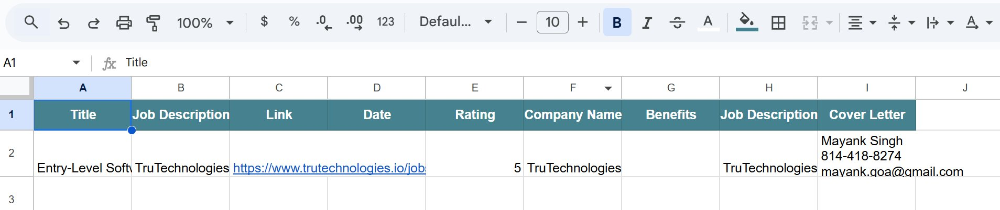 100% $ % .0 .00 123 Defaul... 10 B I A A
A1 fx Title
A B C D E F G H I J
1 Title Job Description Link Date Rating Company Name Benefits Job Description Cover Letter
Mayank Singh
814-418-8274
2 Entry-Level Softw TruTechnologies https://www.trutechnologies.io/jobs 5 TruTechnologies TruTechnologies mayank.goa@gmail.com
3